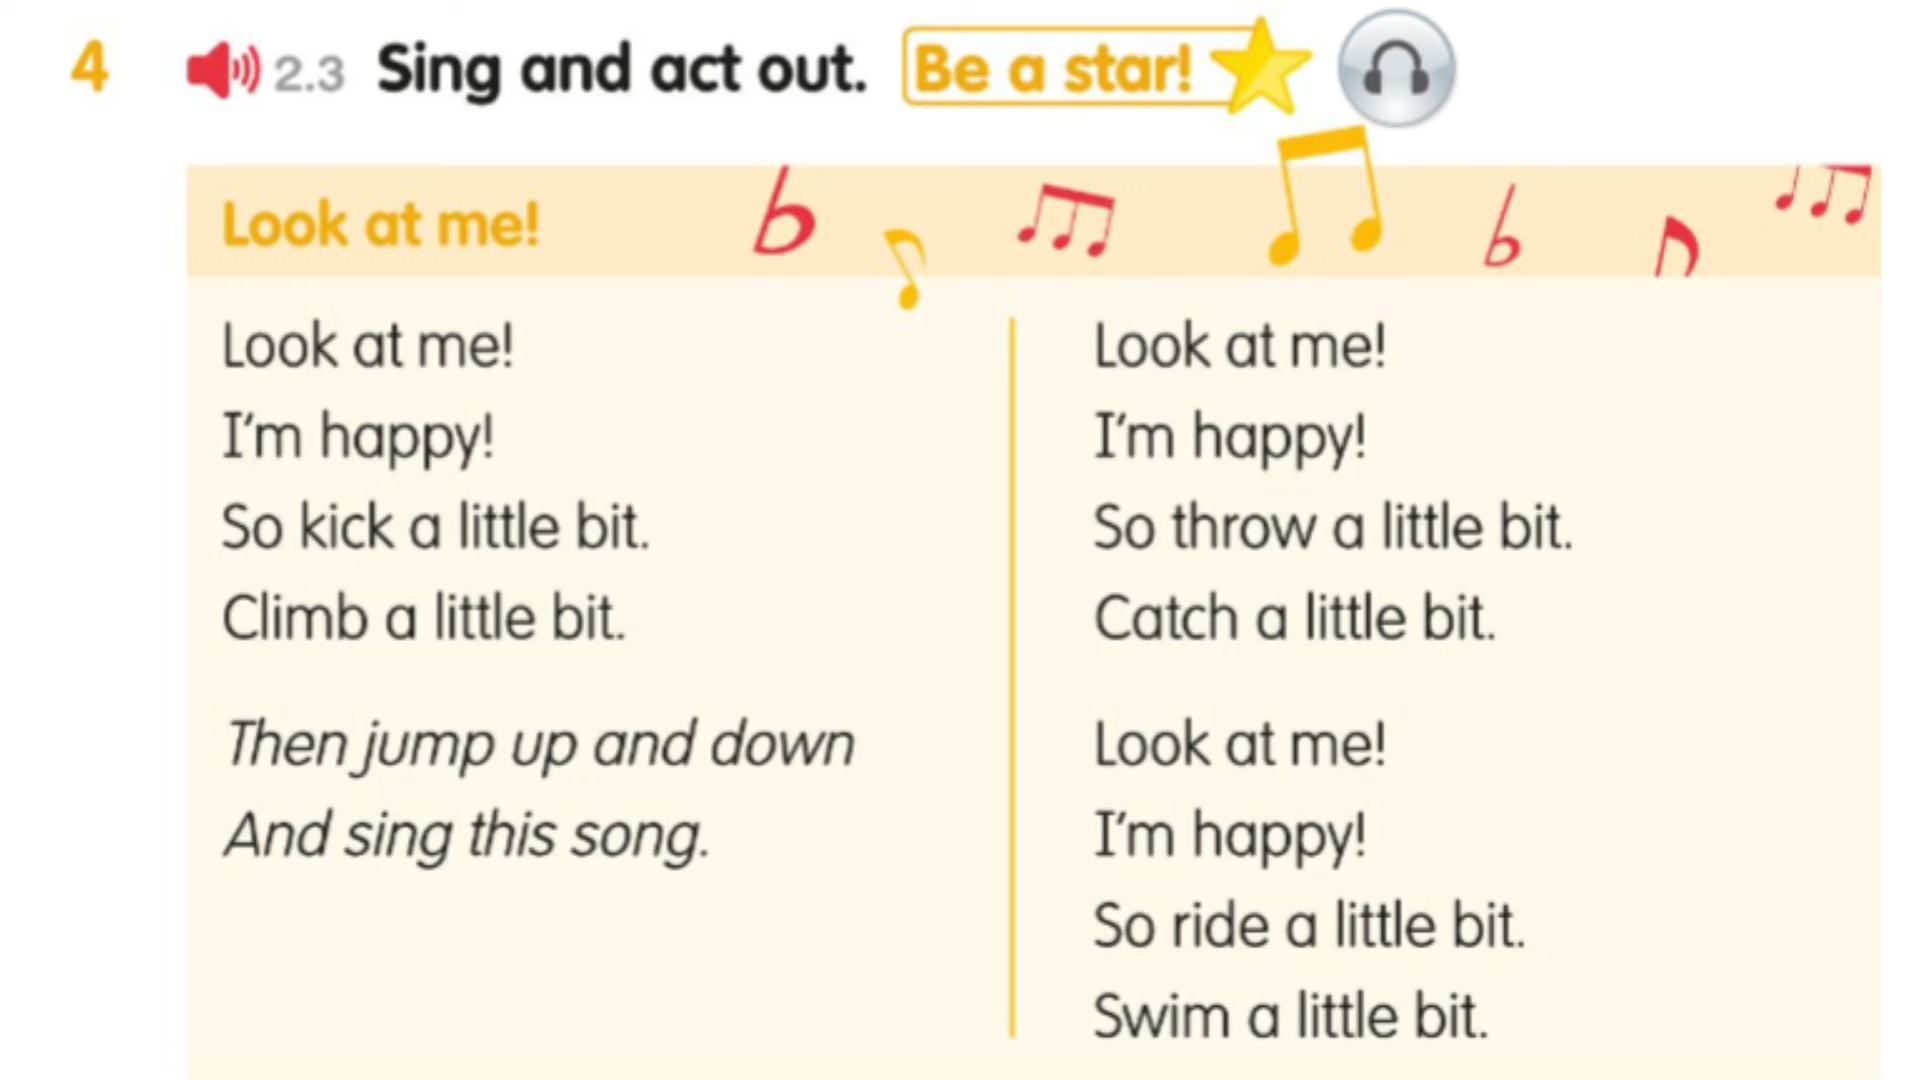 4 2.3 Sing and act out. Be a star!
Look at me!
Look at me!
I'm happy!
So kick a little bit.
Climb a little bit.
Then jump up and down
And sing this song.
Look at me!
I'm happy!
So throw a little bit.
Catch a little bit.
Look at me!
I'm happy!
So ride a little bit.
Swim a little bit.